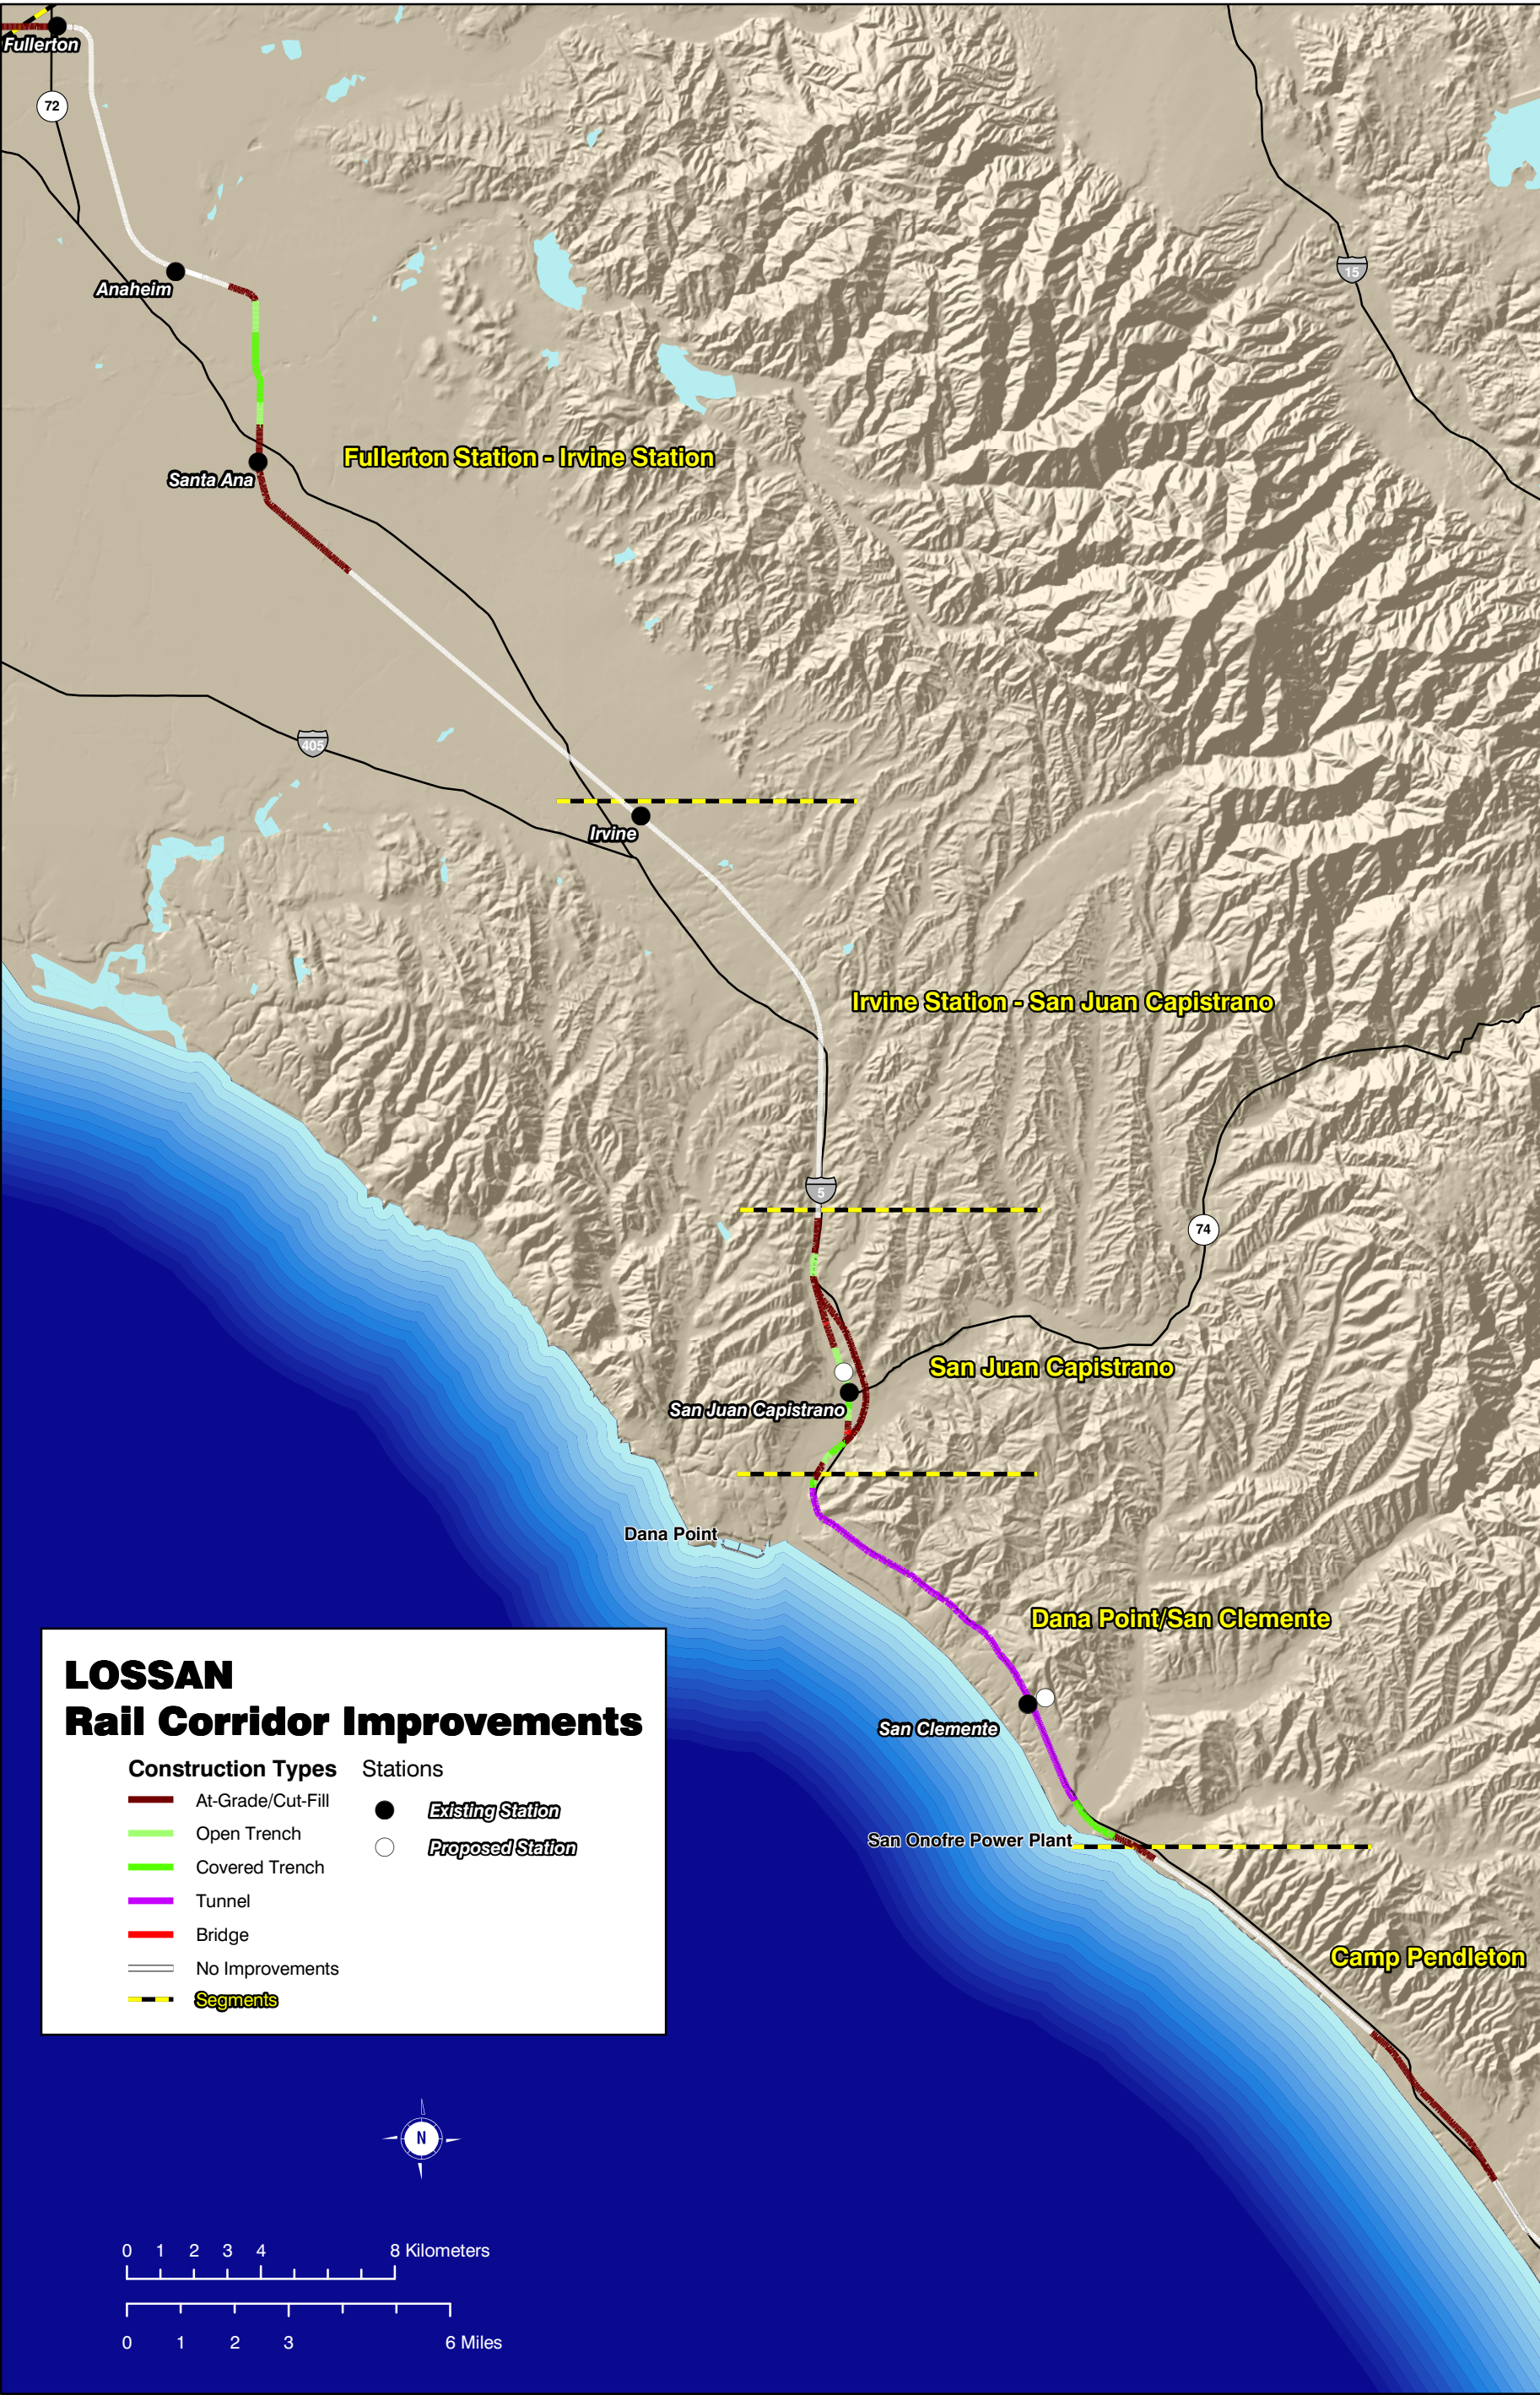 Fullerton
72
15
Anaheim
Fullerton Station - Irvine Station
Santa Ana
405
Irvine
Irvine Station - San Juan Capistrano
5
74
San Juan Capistrano
San Juan Capistrano
Dana Point
Dana Point/San Clemente
San Clemente
San Onofre Power Plant
Camp Pendleton
LOSSAN
Rail Corridor Improvements
Construction Types
At-Grade/Cut-Fill
Open Trench
Covered Trench
Tunnel
Bridge
No Improvements
Segments
Stations
Existing Station
Proposed Station
N
0 1 2 3 4 8 Kilometers
0 1 2 3 6 Miles